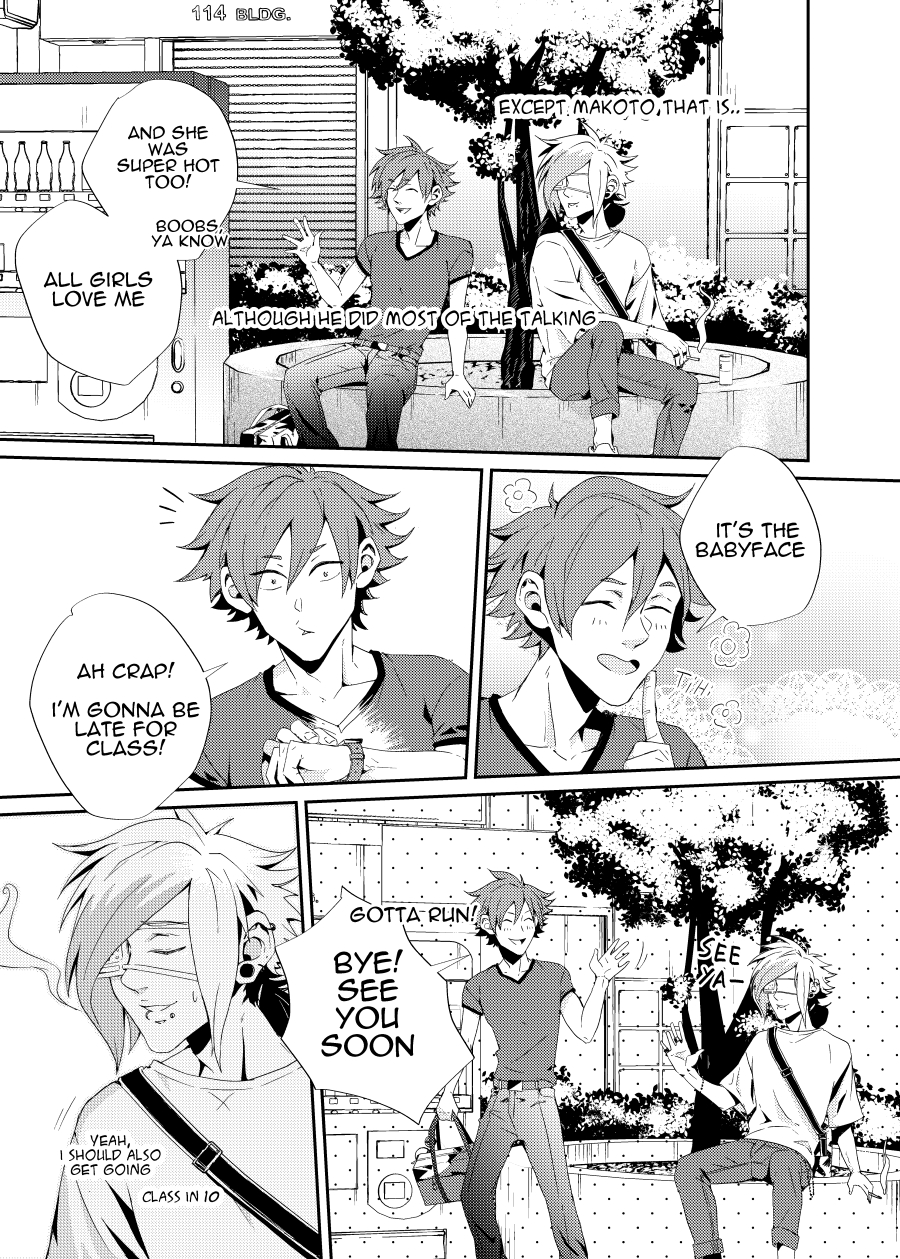 114 BLDG.
EXCEPT MAKOTO, THAT IS..
AND SHE
WAS
SUPER HOT
TOO!
BOOBS,
YA KNOW
ALL GIRLS
LOVE ME
ALTHOUGH HE DID MOST OF THE TALKING
IT'S THE
BABYFACE
TIHI
AH CRAP!
I'M GONNA BE
LATE FOR
CLASS!
GOTTA RUN!
BYE!
SEE
YOU
SOON
SEE
YA–
YEAH,
I SHOULD ALSO
GET GOING
CLASS IN 10